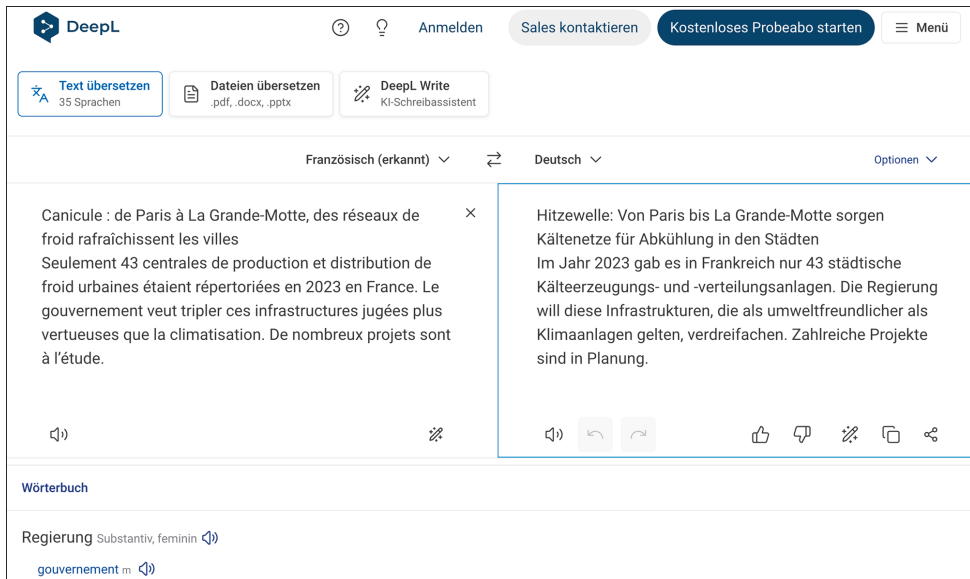 DeepL
Anmelden
Sales kontaktieren
Kostenloses Probeabo starten
Menü
Text übersetzen
35 Sprachen
Dateien übersetzen
.pdf, .docx, .pptx
DeepL Write
KI-Schreibassistent
Französisch (erkannt)
Deutsch
Optionen
Canicule : de Paris à La Grande-Motte, des réseaux de
froid rafraîchissent les villes
Seulement 43 centrales de production et distribution de
froid urbaines étaient répertoriées en 2023 en France. Le
gouvernement veut tripler ces infrastructures jugées plus
vertueuses que la climatisation. De nombreux projets sont
à l'étude.
Hitzewelle: Von Paris bis La Grande-Motte sorgen
Kältenetze für Abkühlung in den Städten
Im Jahr 2023 gab es in Frankreich nur 43 städtische
Kälteerzeugungs- und -verteilungsanlagen. Die Regierung
will diese Infrastrukturen, die als umweltfreundlicher als
Klimaanlagen gelten, verdreifachen. Zahlreiche Projekte
sind in Planung.
Wörterbuch
Regierung Substantiv, feminin
gouvernement m